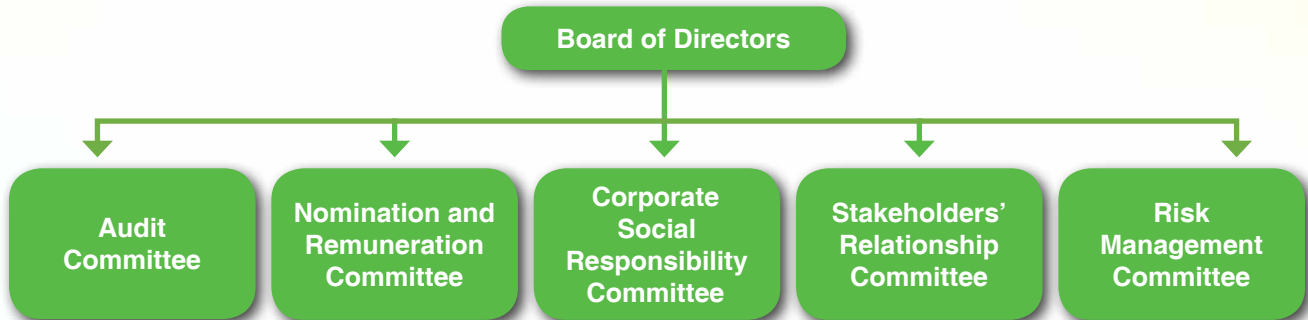 Board of Directors
Audit
Committee
Nomination and
Remuneration
Committee
Corporate
Social
Responsibility
Committee
Stakeholders’
Relationship
Committee
Risk
Management
Committee